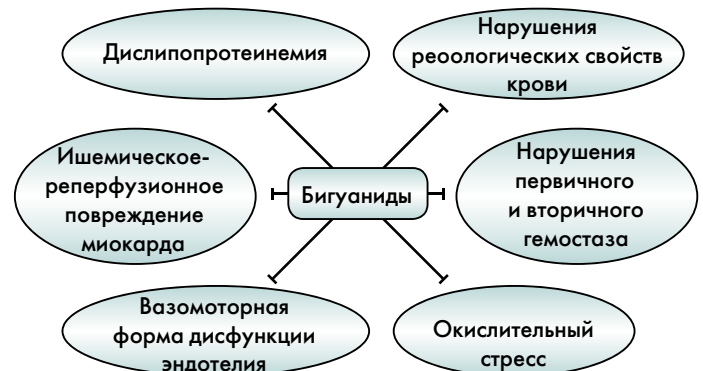 Дислипопротеинемия
Нарушения
реологических свойств
крови
Ишемическое-
реперфузионное
повреждение
миокарда
Бигуаниды
Нарушения
первичного
и вторичного
гемостаза
Вазомоторная
форма дисфункции
эндотелия
Окислительный
стресс